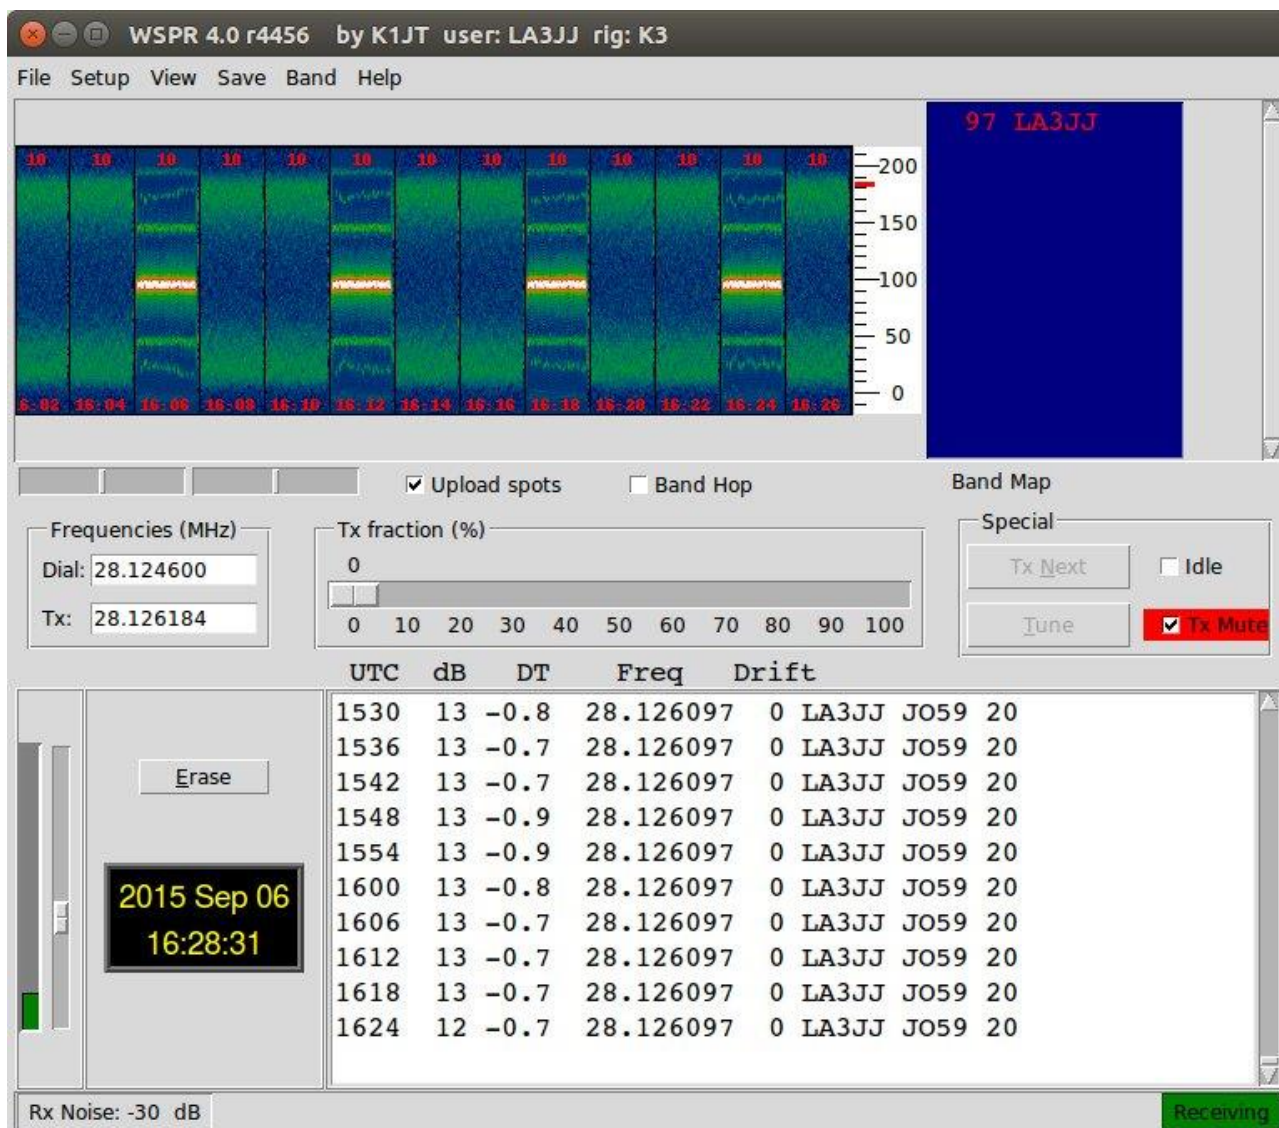 WSPR 4.0 r4456 by K1JT user: LA3JJ rig: K3
File Setup View Save Band Help
97 LA3JJ
10 10 10 10 10 10 10 10 10 10 10 10 10
200
150
100
50
0
6:02 16:04 16:06 16:08 16:10 16:12 16:14 16:16 16:18 16:20 16:22 16:24 16:26
Upload spots Band Hop Band Map
Frequencies (MHz)
Dial: 28.124600
Tx: 28.126184
Tx fraction (%)
0
0 10 20 30 40 50 60 70 80 90 100
Special
Tx Next Idle
Tune Tx Mute
UTC dB DT Freq Drift
1530 13 -0.8 28.126097 0 LA3JJ JO59 20
1536 13 -0.7 28.126097 0 LA3JJ JO59 20
1542 13 -0.7 28.126097 0 LA3JJ JO59 20
1548 13 -0.9 28.126097 0 LA3JJ JO59 20
1554 13 -0.9 28.126097 0 LA3JJ JO59 20
1600 13 -0.8 28.126097 0 LA3JJ JO59 20
1606 13 -0.7 28.126097 0 LA3JJ JO59 20
1612 13 -0.7 28.126097 0 LA3JJ JO59 20
1618 13 -0.7 28.126097 0 LA3JJ JO59 20
1624 12 -0.7 28.126097 0 LA3JJ JO59 20
Erase
2015 Sep 06
16:28:31
Rx Noise: -30 dB
Receiving